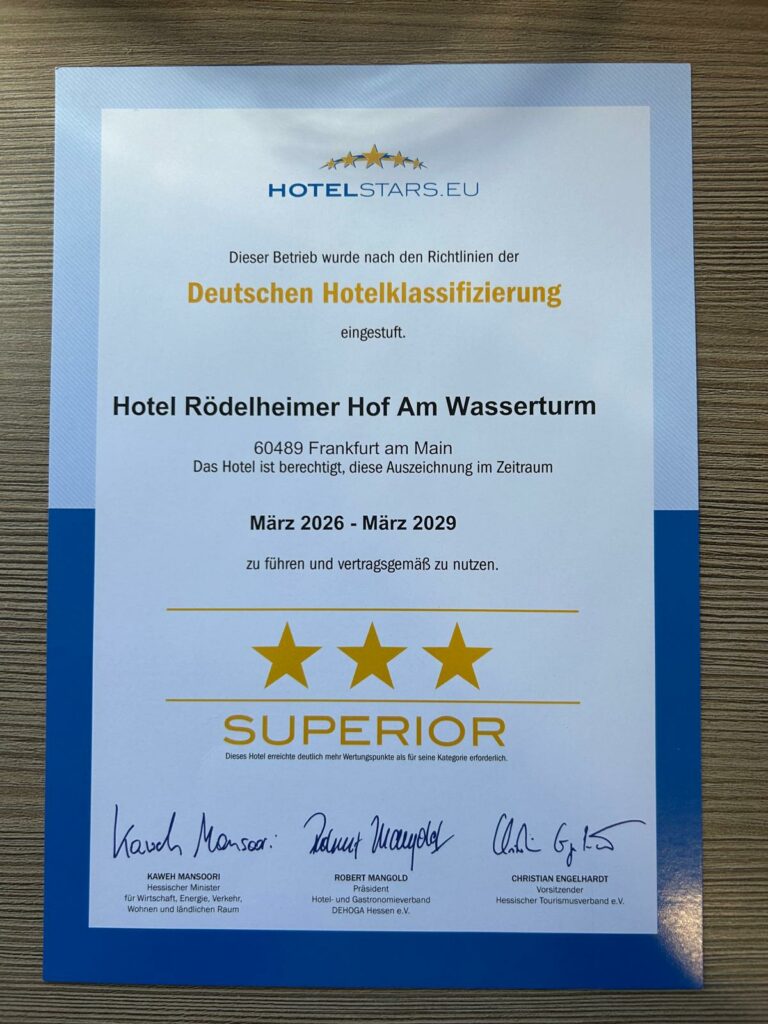 HOTELSTARS.EU
Dieser Betrieb wurde nach den Richtlinien der
Deutschen Hotelklassifizierung
eingestuft.
Hotel Rödelheimer Hof Am Wasserturm
60489 Frankfurt am Main
Das Hotel ist berechtigt, diese Auszeichnung im Zeitraum
März 2026 - März 2029
zu führen und vertragsgemäß zu nutzen.
SUPERIOR
Dieses Hotel erreichte deutlich mehr Wertungspunkte als für seine Kategorie erforderlich.
Kaweh Mansoori
Robert Mangold
KAWEH MANSOORI
Hessischer Minister
für Wirtschaft, Energie, Verkehr,
Wohnen und ländlichen Raum
ROBERT MANGOLD
Präsident
Hotel- und Gastronomieverband
DEHOGA Hessen e.V.
CHRISTIAN ENGELHARDT
Vorsitzender
Hessischer Tourismusverband e.V.